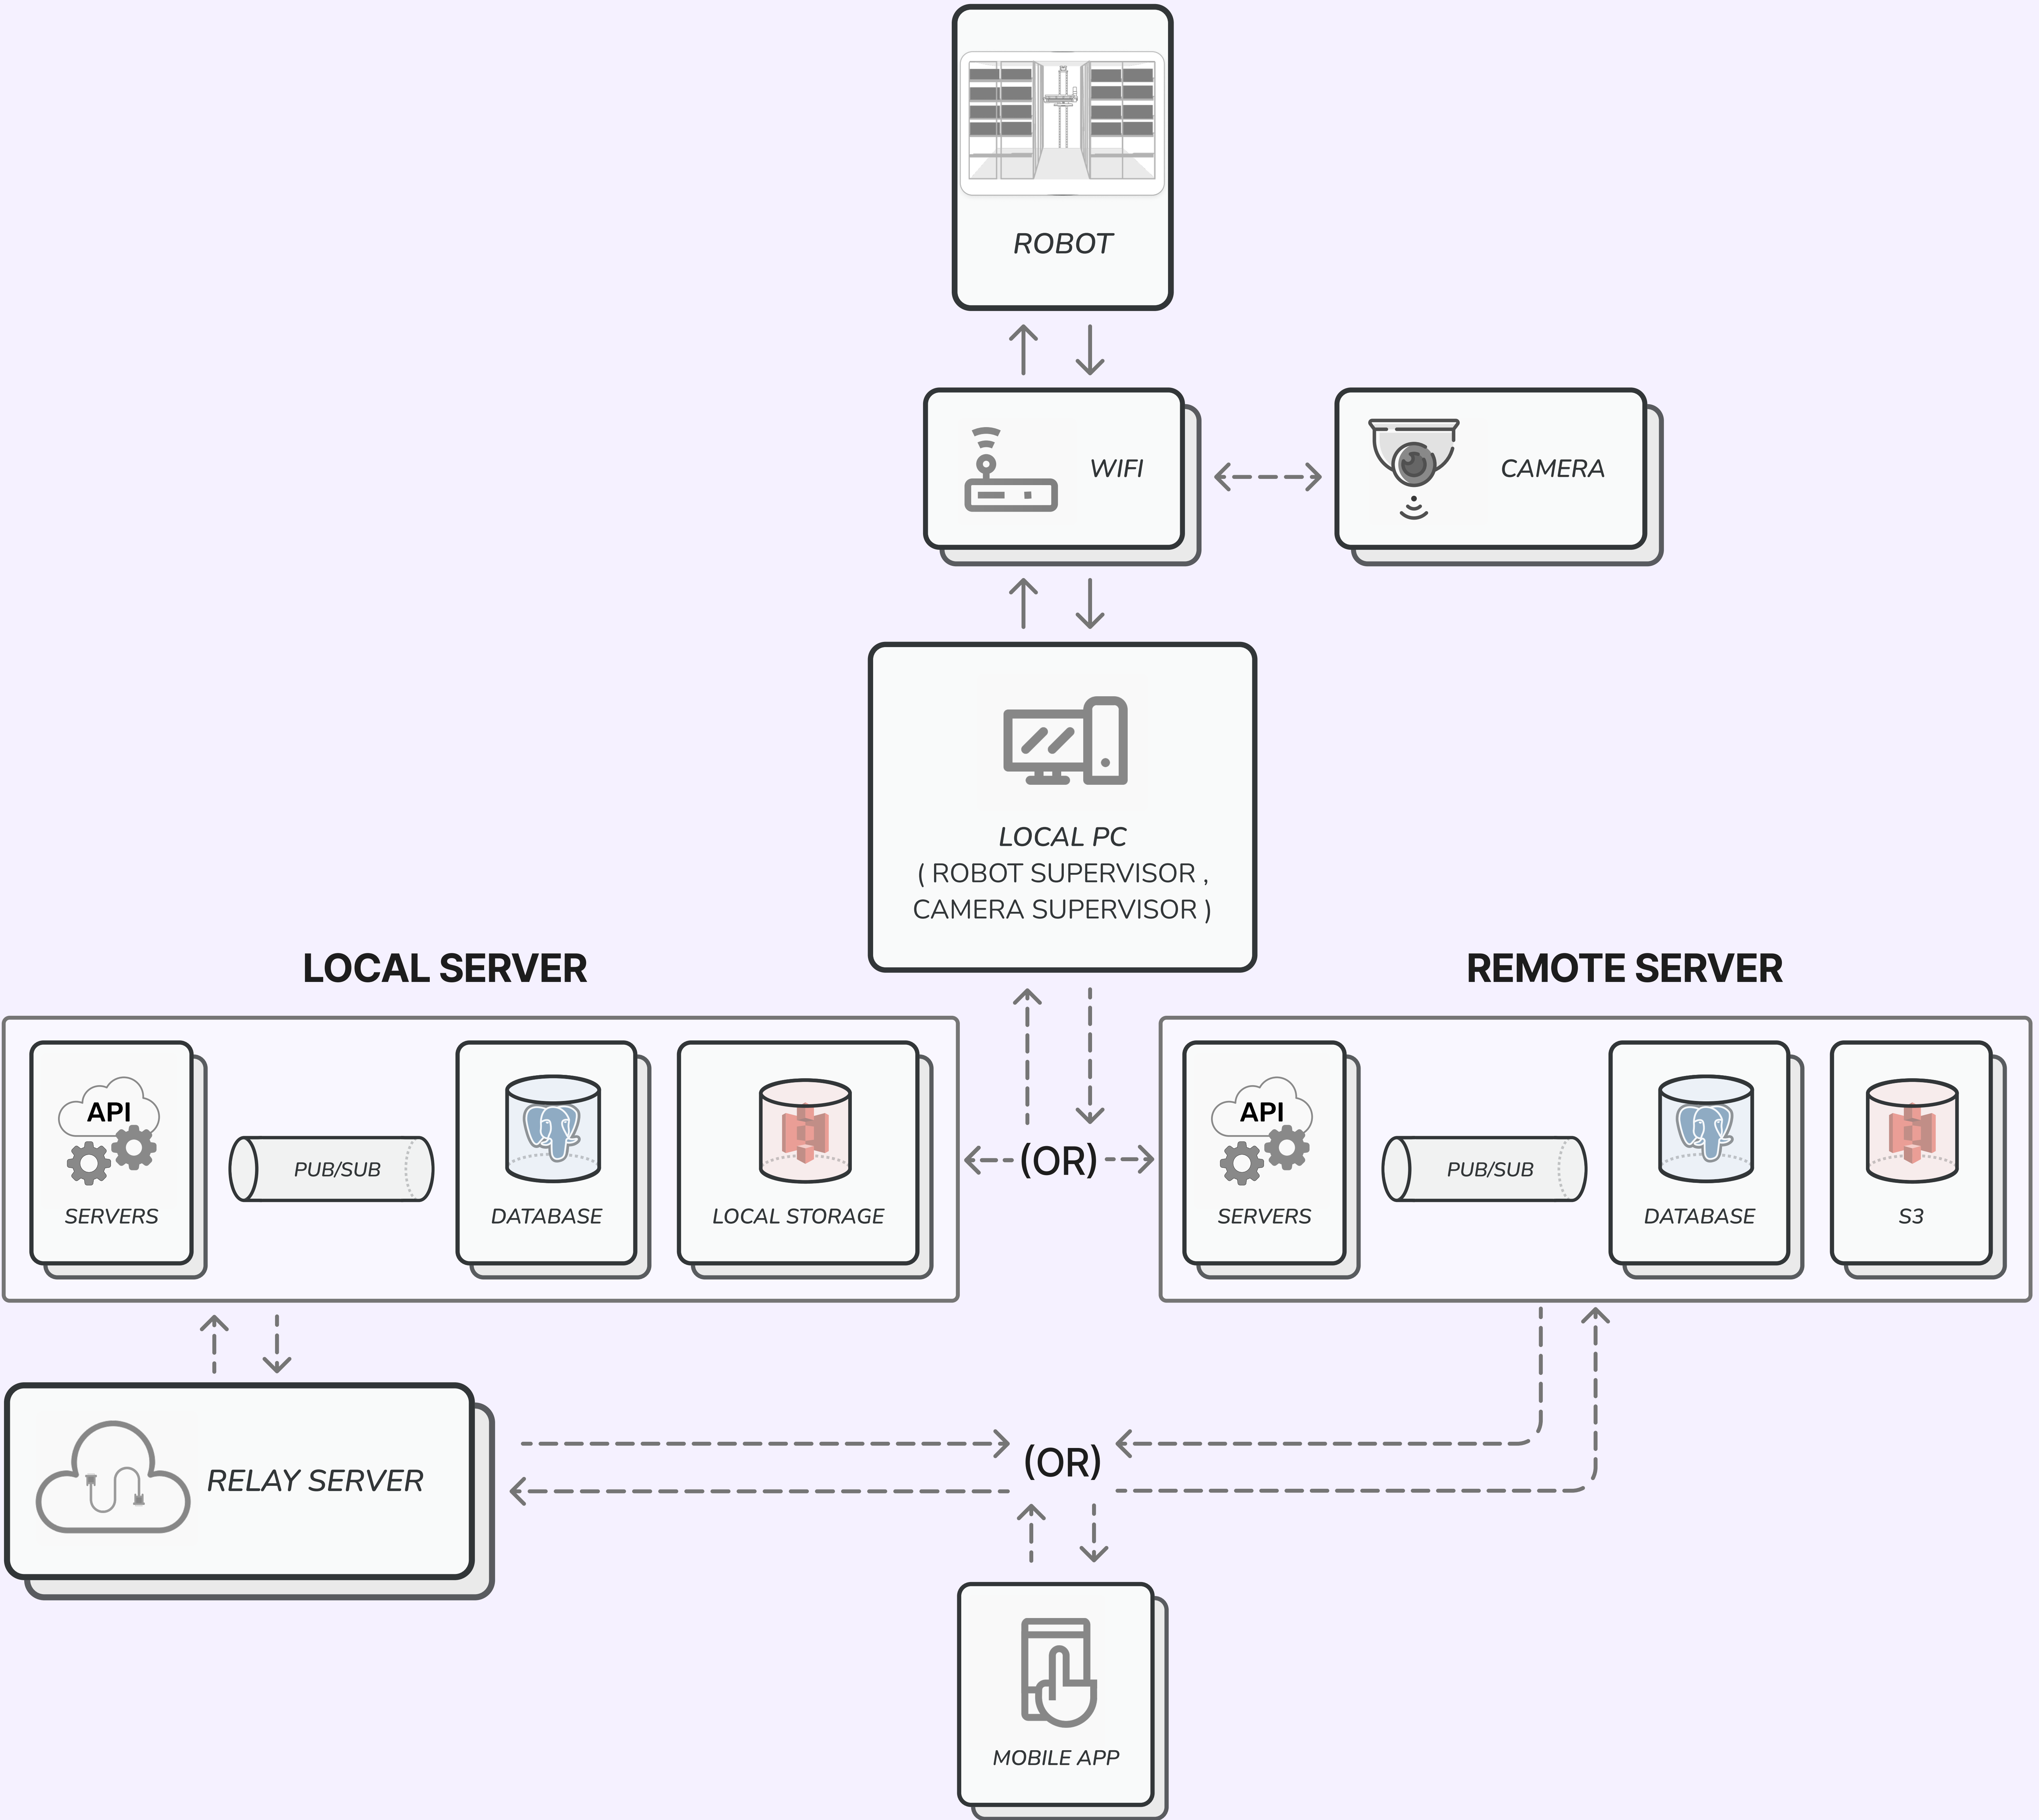 ROBOT
WIFI
CAMERA
LOCAL PC
( ROBOT SUPERVISOR ,
CAMERA SUPERVISOR )
LOCAL SERVER
REMOTE SERVER
API
SERVERS
PUB/SUB
DATABASE
LOCAL STORAGE
(OR)
API
SERVERS
PUB/SUB
DATABASE
S3
RELAY SERVER
(OR)
MOBILE APP